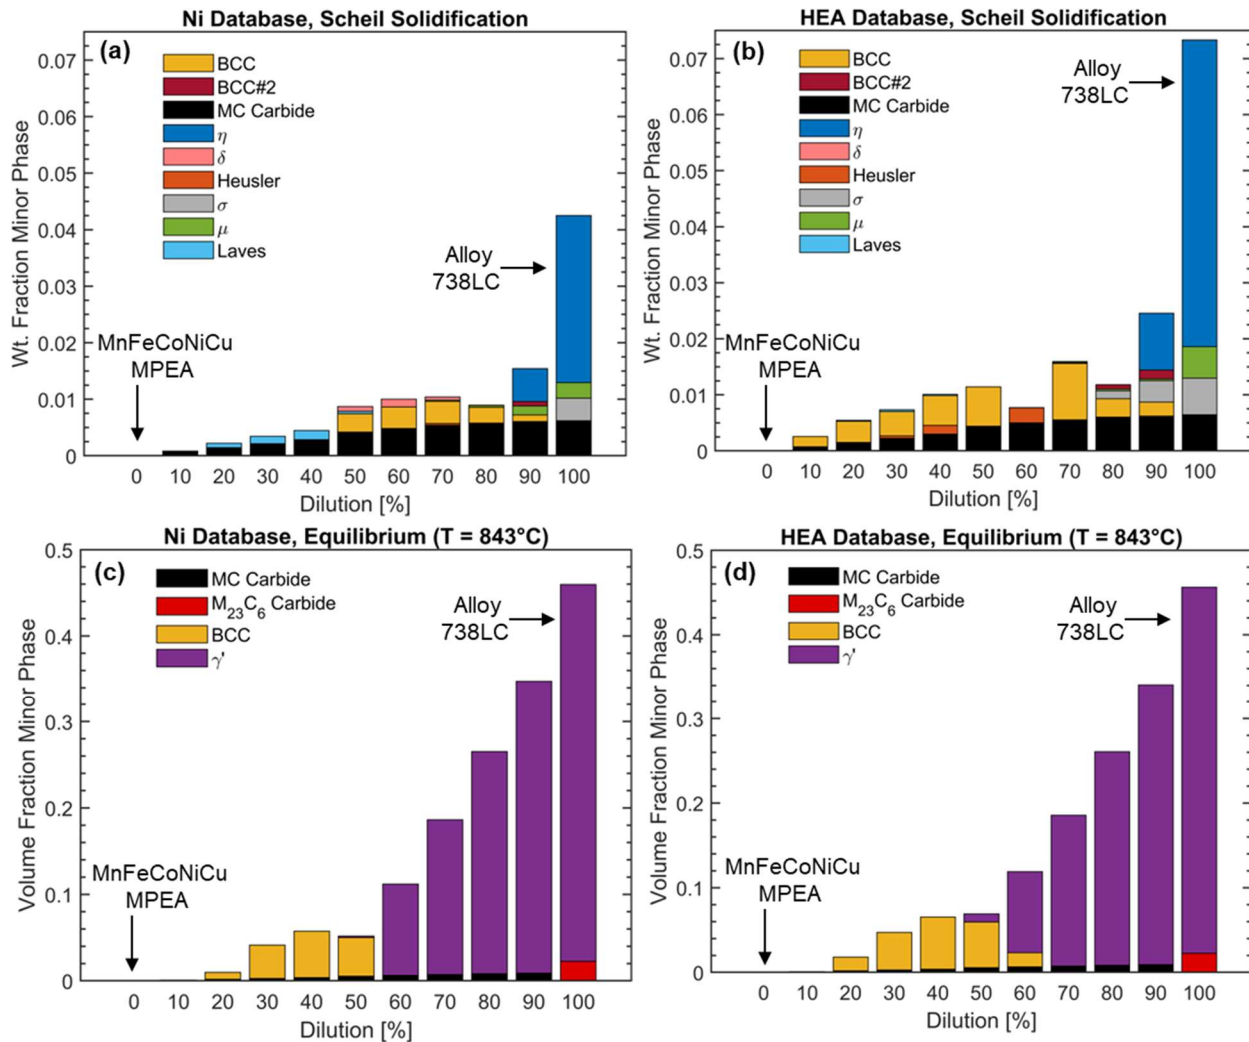 Ni Database, Scheil Solidification
(a)
BCC
BCC#2
MC Carbide
η
δ
Heusler
σ
μ
Laves
Alloy
738LC
MnFeCoNiCu
MPEA
Wt. Fraction Minor Phase
0.07
0.06
0.05
0.04
0.03
0.02
0.01
0
0 10 20 30 40 50 60 70 80 90 100
Dilution [%]
HEA Database, Scheil Solidification
(b)
BCC
BCC#2
MC Carbide
η
δ
Heusler
σ
μ
Laves
Alloy
738LC
MnFeCoNiCu
MPEA
Wt. Fraction Minor Phase
0.07
0.06
0.05
0.04
0.03
0.02
0.01
0
0 10 20 30 40 50 60 70 80 90 100
Dilution [%]
Ni Database, Equilibrium (T = 843°C)
(c)
MC Carbide
M23C6 Carbide
BCC
γ'
Alloy
738LC
MnFeCoNiCu
MPEA
Volume Fraction Minor Phase
0.5
0.4
0.3
0.2
0.1
0
0 10 20 30 40 50 60 70 80 90 100
Dilution [%]
HEA Database, Equilibrium (T = 843°C)
(d)
MC Carbide
M23C6 Carbide
BCC
γ'
Alloy
738LC
MnFeCoNiCu
MPEA
Volume Fraction Minor Phase
0.5
0.4
0.3
0.2
0.1
0
0 10 20 30 40 50 60 70 80 90 100
Dilution [%]